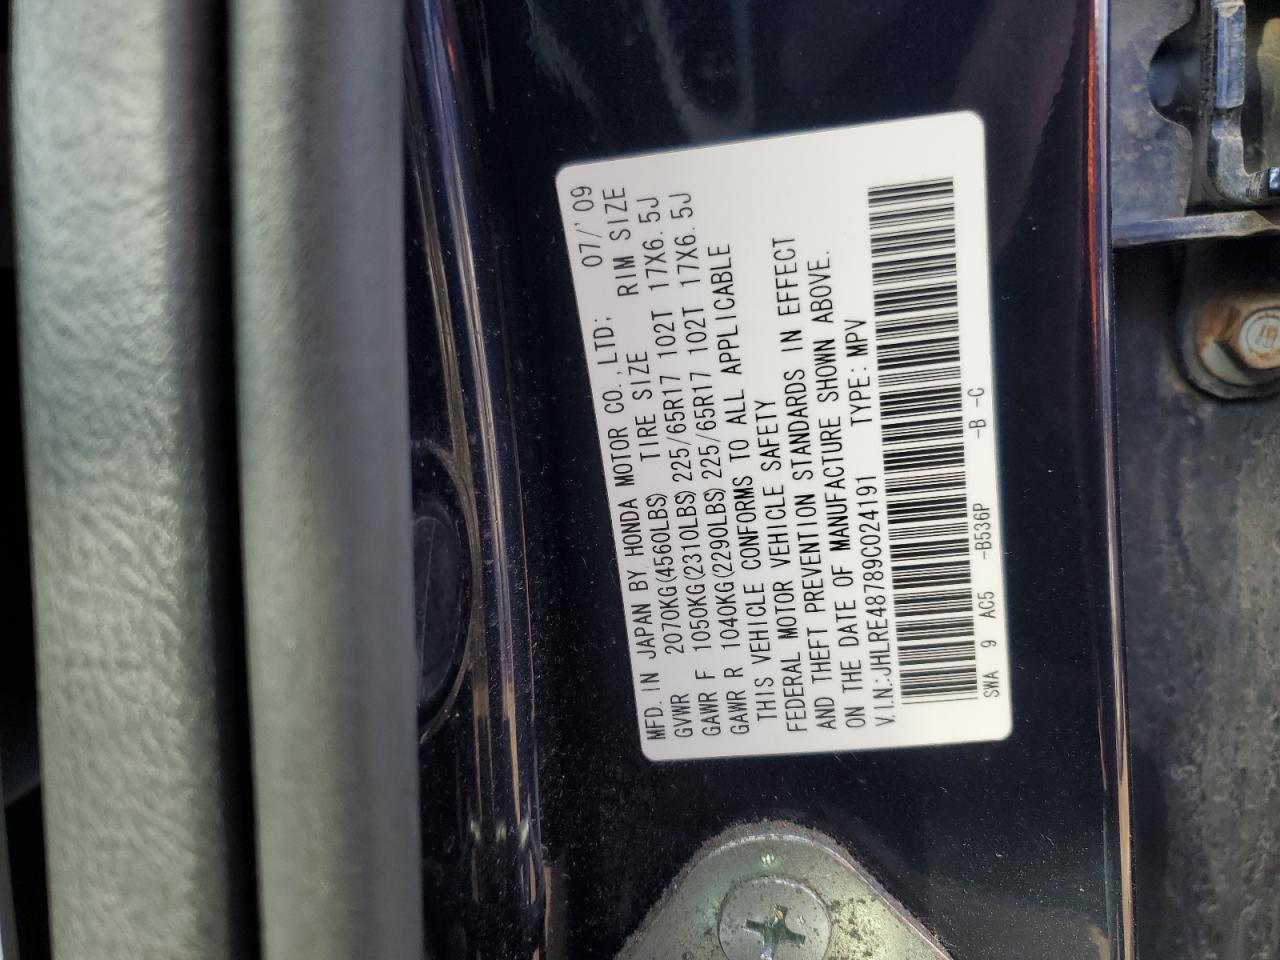 MFD. IN JAPAN BY HONDA MOTOR CO.,LTD; 07/'09
GVWR 2070KG(4560LBS) TIRE SIZE RIM SIZE
GAWR F 1050KG(2310LBS) 225/65R17 102T 17X6.5J
GAWR R 1040KG(2290LBS) 225/65R17 102T 17X6.5J
THIS VEHICLE CONFORMS TO ALL APPLICABLE
FEDERAL MOTOR VEHICLE SAFETY
AND THEFT PREVENTION STANDARDS IN EFFECT
ON THE DATE OF MANUFACTURE SHOWN ABOVE.
V.I.N.:JHLRE48789C024191 TYPE:MPV
SWA 9 AC5 -B536P -B -C